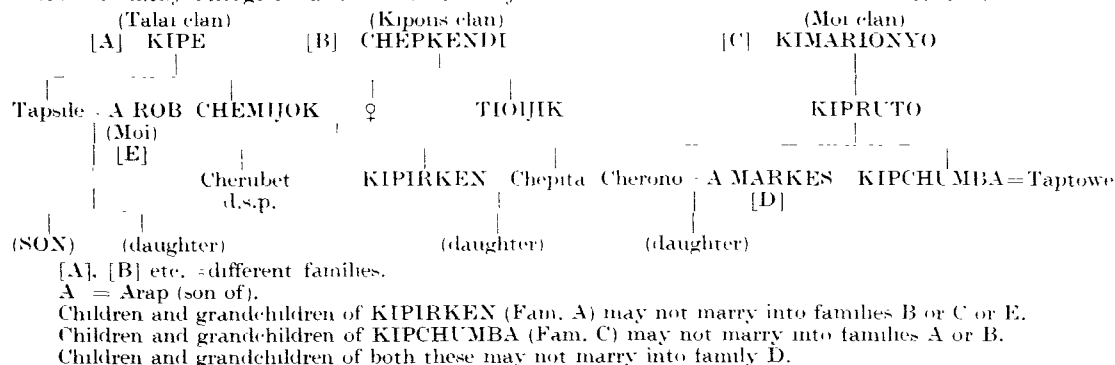 (Talai clan) (Kipons clan) (Moi clan)
[A] KIPE [B] CHEPKENDI [C] KIMARIONYO
Tapsile A ROB CHEMIJOK ♀ TIOIJIK KIPRUTO
(Moi)
[E]
Cherubet KIPIRKEN Chepita Cherono A MARKES KIPCHUMBA=Taptowe
d.s.p. [D]
(SON) (daughter) (daughter) (daughter)
[A], [B] etc. = different families.
A = Arap (son of).
Children and grandchildren of KIPIRKEN (Fam. A) may not marry into families B or C or E.
Children and grandchildren of KIPCHUMBA (Fam. C) may not marry into families A or B.
Children and grandchildren of both these may not marry into family D.